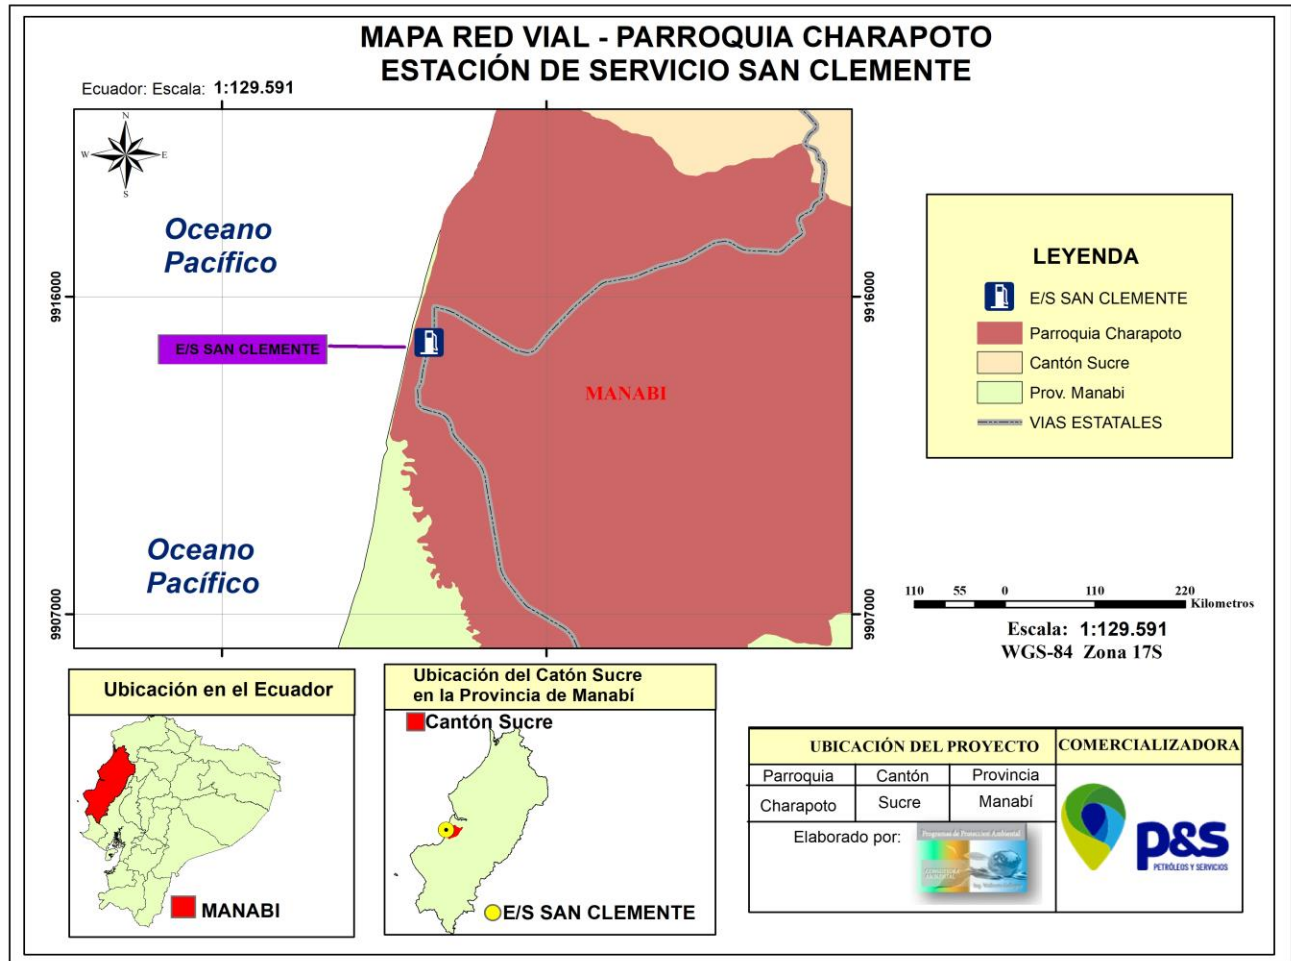 MAPA RED VIAL - PARROQUIA CHARAPOTO
ESTACIÓN DE SERVICIO SAN CLEMENTE
Ecuador: Escala: 1:129.591
N
W
E
S
Oceano
Pacífico
9916000
9916000
E/S SAN CLEMENTE
MANABI
Oceano
Pacífico
9907000
9907000
LEYENDA
E/S SAN CLEMENTE
Parroquia Charapoto
Cantón Sucre
Prov. Manabi
VIAS ESTATALES
110 55 0 110 220
Kilometros
Escala: 1:129.591
WGS-84 Zona 17S
Ubicación en el Ecuador
MANABI
Ubicación del Catón Sucre
en la Provincia de Manabí
Cantón Sucre
E/S SAN CLEMENTE
UBICACIÓN DEL PROYECTO
COMERCIALIZADORA
Parroquia Cantón Provincia
Charapoto Sucre Manabí
Elaborado por:
Programas de Protección Ambiental
P&S
PETRÓLEOS Y SERVICIOS